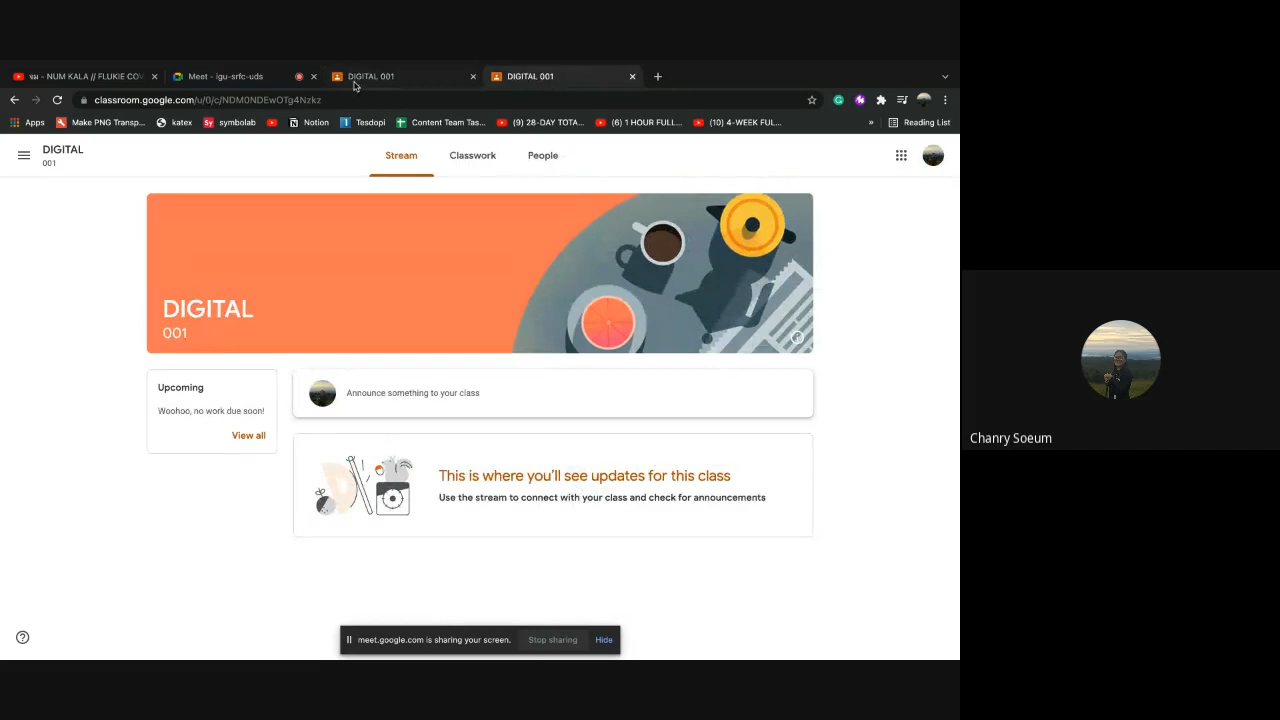 ຈມ - NUM KALA // FLUKIE COV
Meet - igu-srfc-uds
DIGITAL 001
DIGITAL 001
classroom.google.com/u/0/c/NDM0NDEwOTg4Nzkz
Apps
Make PNG Transp...
katex
Sy symbolab
Notion
Tesdopi
Content Team Tas...
(9) 28-DAY TOTA...
(6) 1 HOUR FULL...
(10) 4-WEEK FUL...
»
Reading List
DIGITAL
001
Stream
Classwork
People
DIGITAL
001
Upcoming
Woohoo, no work due soon!
View all
Announce something to your class
This is where you'll see updates for this class
Use the stream to connect with your class and check for announcements
Chanry Soeum
meet.google.com is sharing your screen.
Stop sharing
Hide